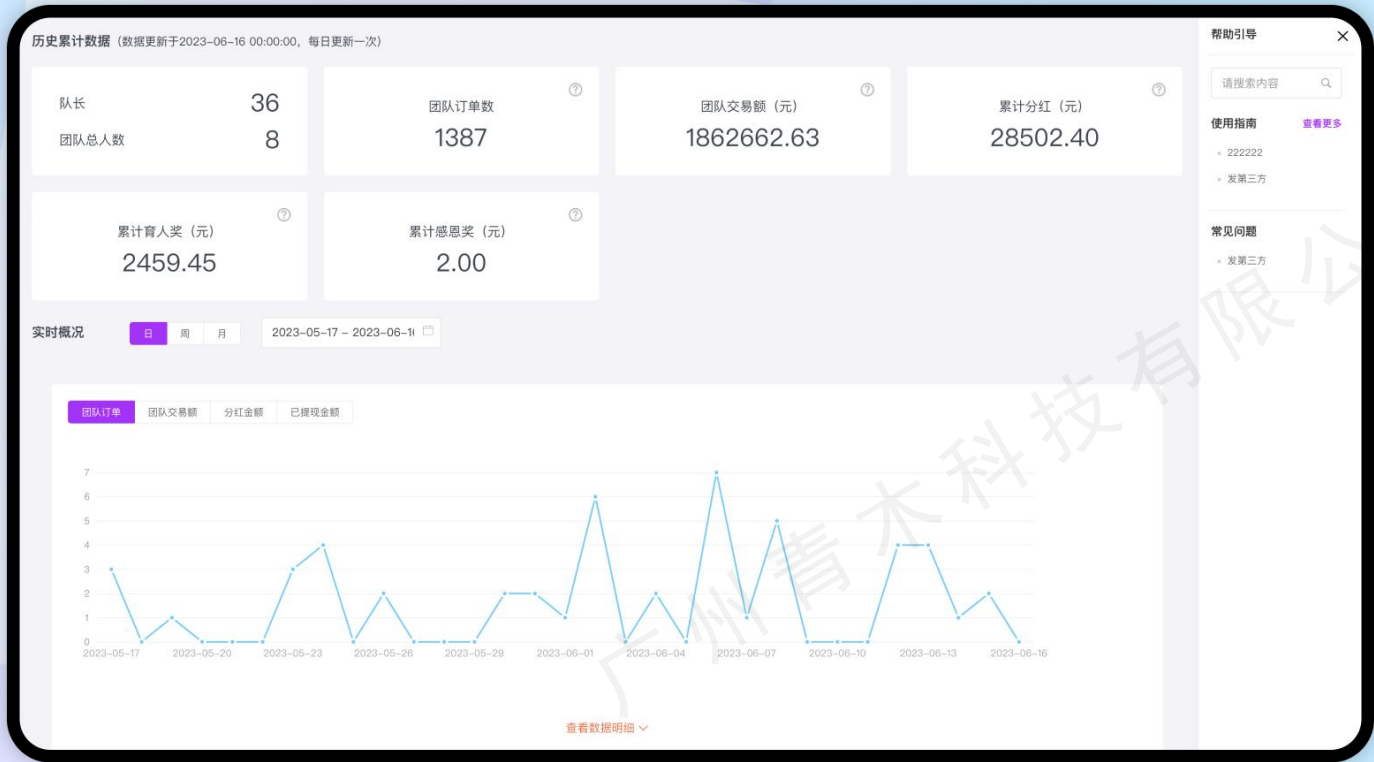 历史累计数据（数据更新于2023-06-16 00:00:00，每日更新一次）
队长 36
团队总人数 8
团队订单数
1387
团队交易额（元）
1862662.63
累计分红（元）
28502.40
累计育人奖（元）
2459.45
累计感恩奖（元）
2.00
实时概况 日 周 月 2023-05-17 - 2023-06-1
团队订单 团队交易额 分红金额 已提现金额
7
6
5
4
3
2
1
0
2023-05-17 2023-05-20 2023-05-23 2023-05-26 2023-05-29 2023-06-01 2023-06-04 2023-06-07 2023-06-10 2023-06-13 2023-06-16
查看数据明细
帮助引导
请搜索内容
使用指南 查看更多
222222
发第三方
常见问题
发第三方
广州青木科技有限公